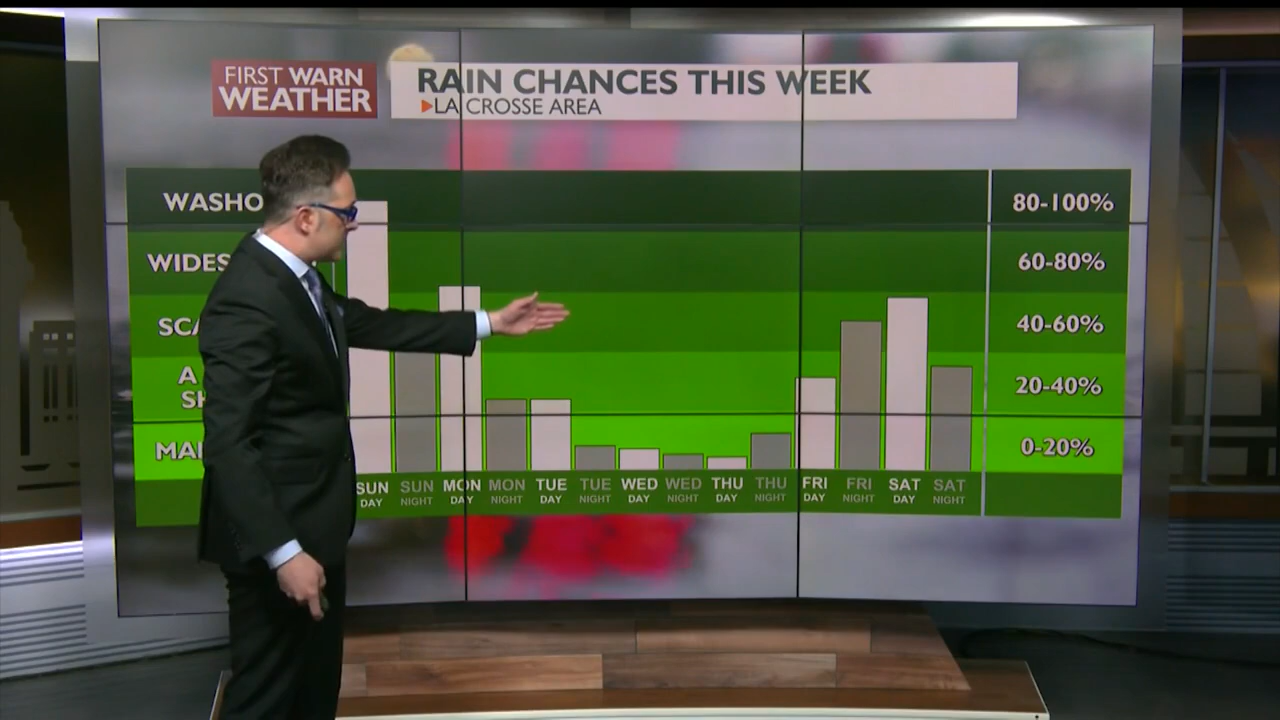 FIRST WARN
WEATHER
RAIN CHANCES THIS WEEK
LA CROSSE AREA
80-100%
60-80%
40-60%
A
20-40%
0-20%
SUN SUN MON MON TUE TUE WED WED THU THU FRI FRI SAT SAT
DAY NIGHT DAY NIGHT DAY NIGHT DAY NIGHT DAY NIGHT DAY NIGHT DAY NIGHT